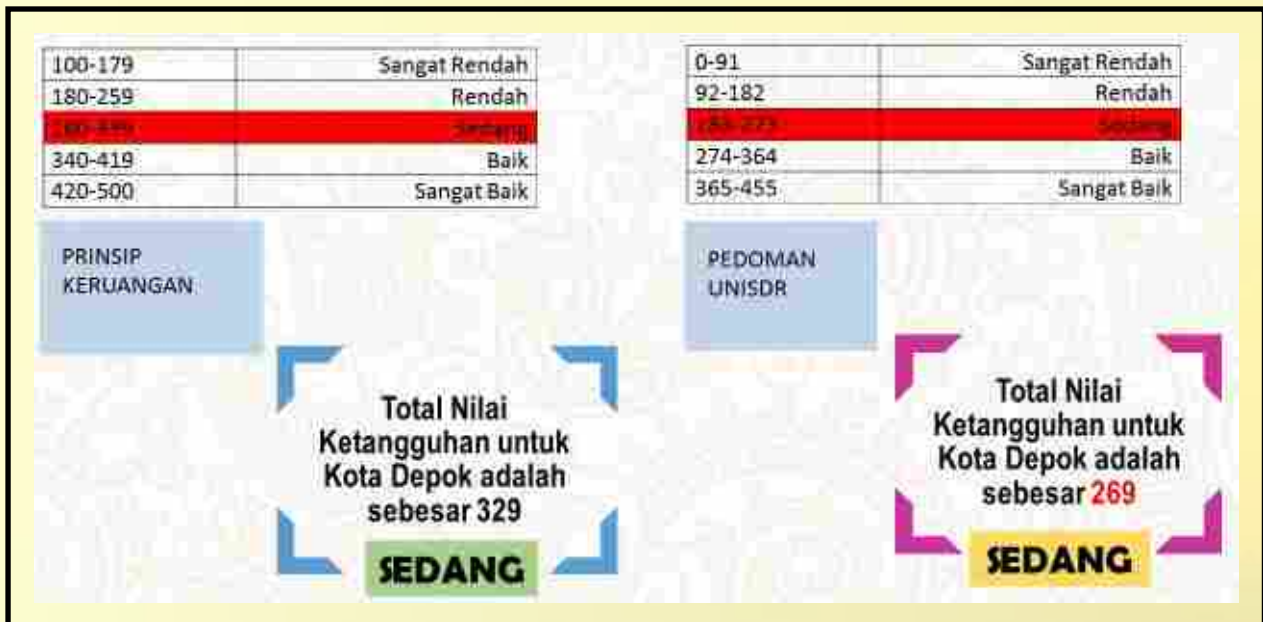 100-179 Sangat Rendah
180-259 Rendah
Sedang
340-419 Baik
420-500 Sangat Baik
PRINSIP
KERUANGAN
Total Nilai
Ketangguhan untuk
Kota Depok adalah
sebesar 329
SEDANG
0-91 Sangat Rendah
92-182 Rendah
Sedang
274-364 Baik
365-455 Sangat Baik
PEDOMAN
UNISDR
Total Nilai
Ketangguhan untuk
Kota Depok adalah
sebesar 269
SEDANG